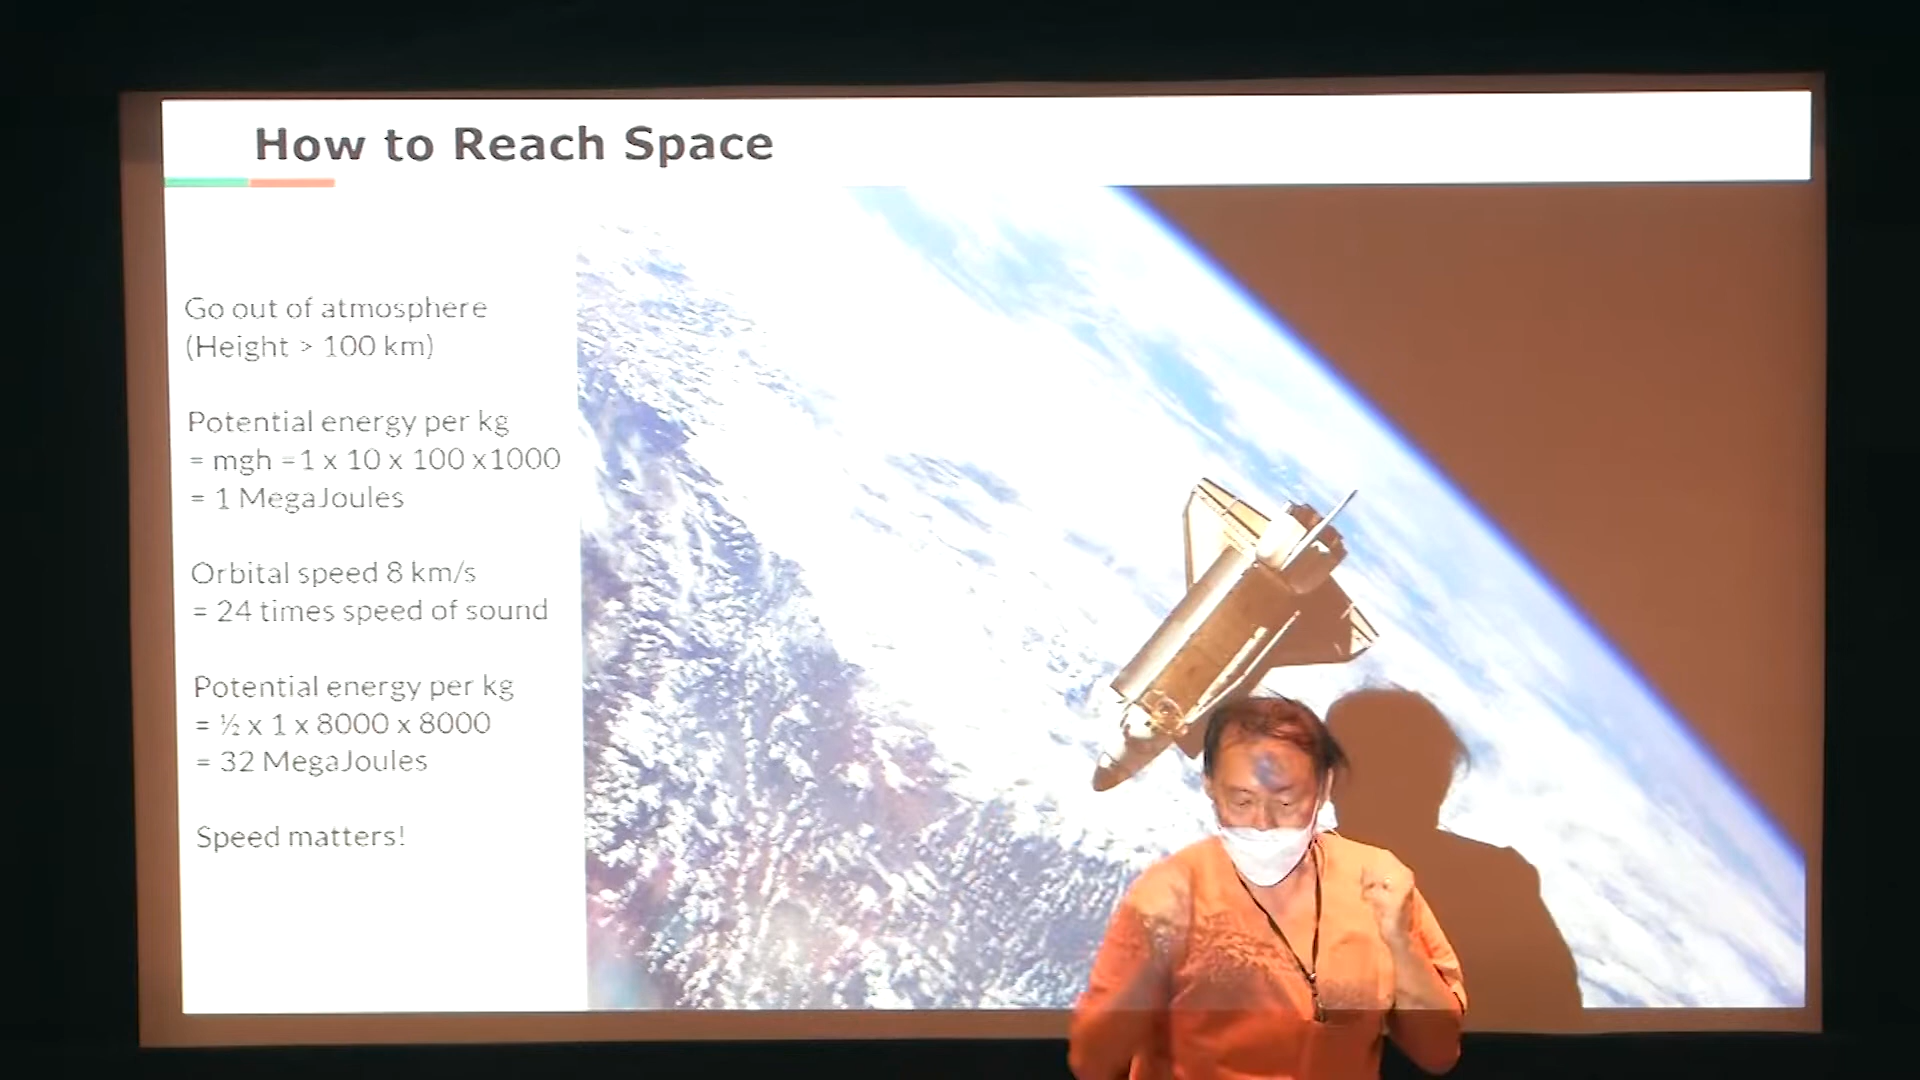 How to Reach Space
Go out of atmosphere
(Height > 100 km)
Potential energy per kg
= mgh =1 x 10 x 100 x1000
= 1 MegaJoules
Orbital speed 8 km/s
= 24 times speed of sound
Potential energy per kg
= ½ x 1 x 8000 x 8000
= 32 MegaJoules
Speed matters!